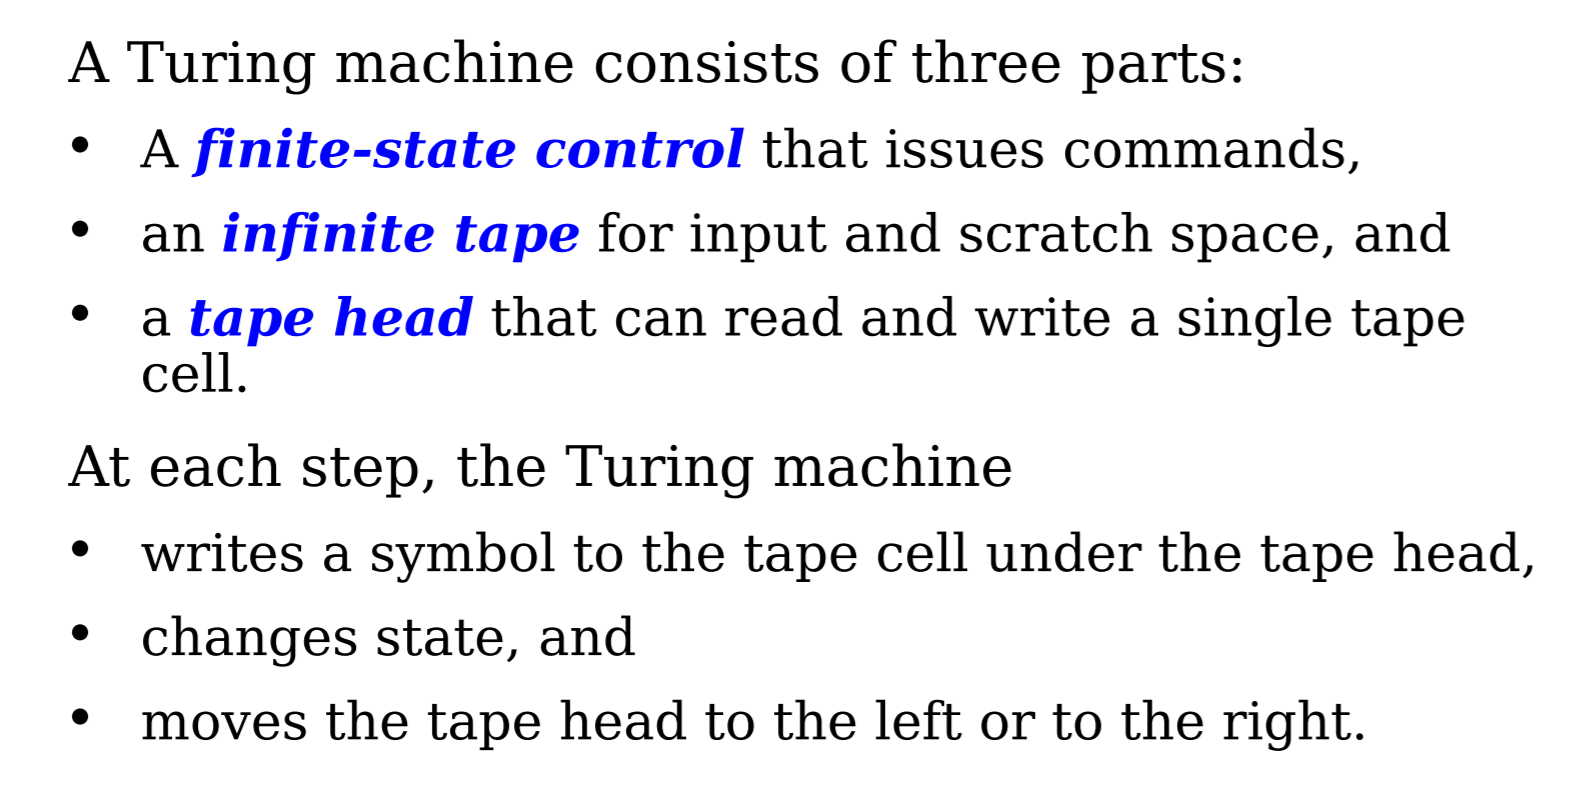 A Turing machine consists of three parts:
• A finite-state control that issues commands,
• an infinite tape for input and scratch space, and
• a tape head that can read and write a single tape
cell.
At each step, the Turing machine
• writes a symbol to the tape cell under the tape head,
• changes state, and
• moves the tape head to the left or to the right.